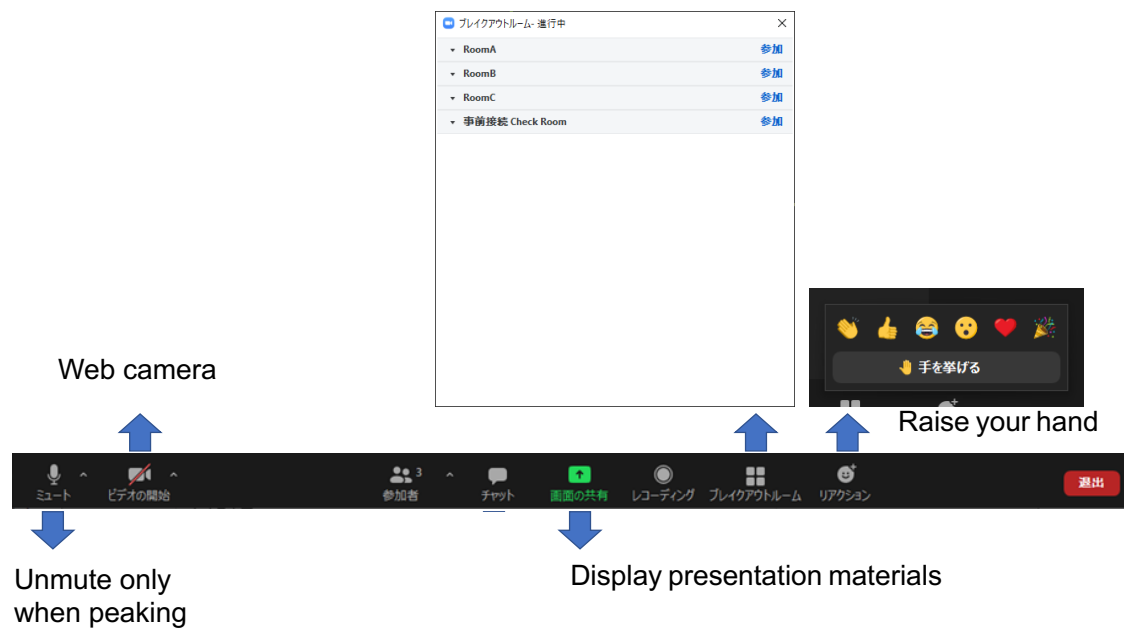 ブレイクアウトルーム- 進行中
RoomA 参加
RoomB 参加
RoomC 参加
事前接続 Check Room 参加
手を挙げる
Web camera
Raise your hand
ミュート ビデオの開始 参加者 3 チャット 画面の共有 レコーディング ブレイクアウトルーム リアクション 退出
Unmute only
when peaking
Display presentation materials